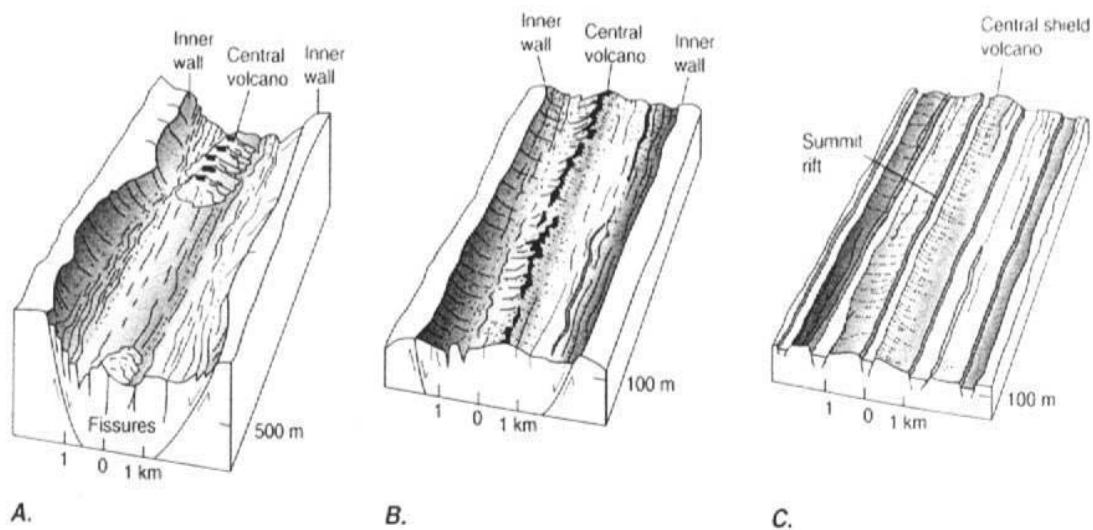 Inner
wall
Central
volcano
Inner
wall
Fissures
500 m
1
0
1 km
A.
Inner
wall
Central
volcano
Inner
wall
100 m
1
0
1 km
B.
Central shield
volcano
Summit
rift
100 m
1
0
1 km
C.